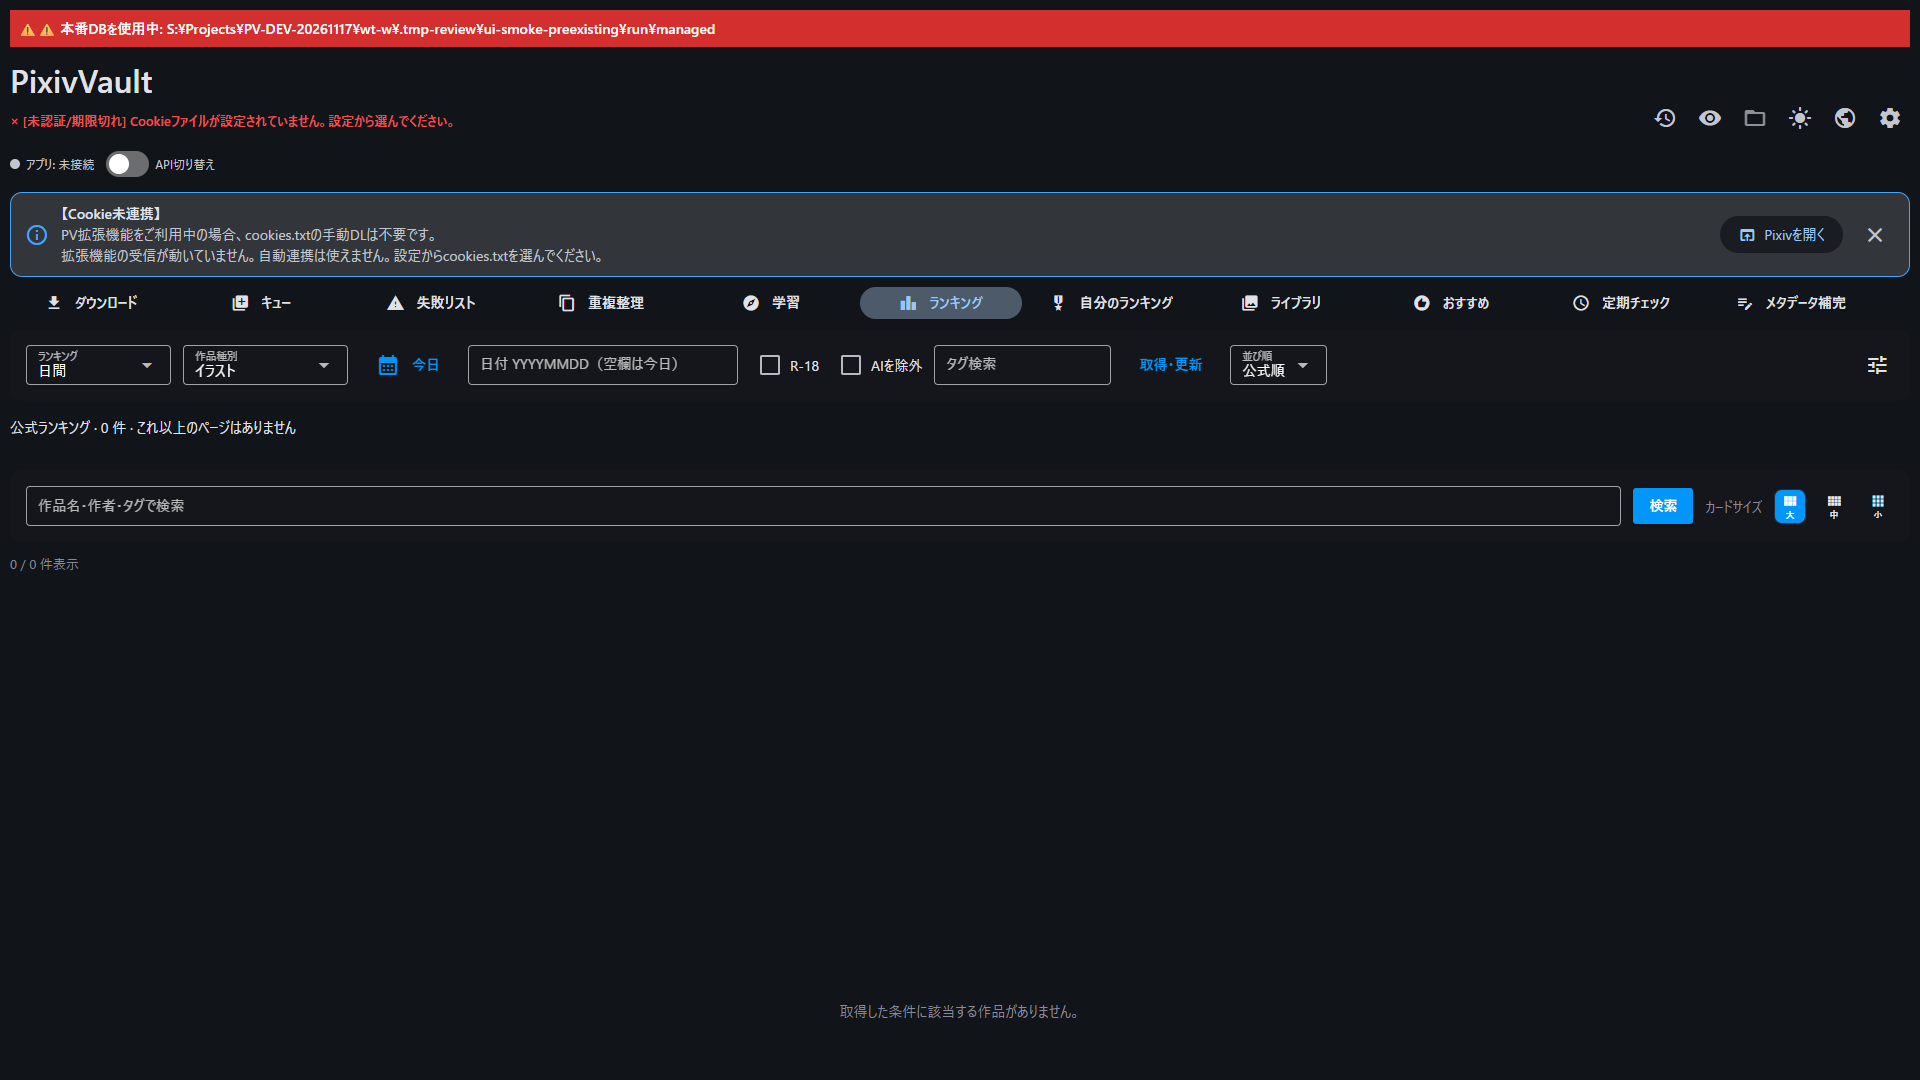 本番DBを使用中: S:¥Projects¥PV-DEV-20261117¥wt-w¥.tmp-review¥ui-smoke-preexisting¥run¥managed
PixivVault
× [未認証/期限切れ] Cookieファイルが設定されていません。設定から選んでください。
● アプリ: 未接続 API切り替え
【Cookie未連携】
PV拡張機能をご利用中の場合、cookies.txtの手動DLは不要です。
拡張機能の受信が動いていません。自動連携は使えません。設定からcookies.txtを選んでください。
Pixivを開く
ダウンロード キュー 失敗リスト 重複整理 学習 ランキング 自分のランキング ライブラリ おすすめ 定期チェック メタデータ補完
ランキング 作品種別 並び順
日間 イラスト 今日 日付 YYYYMMDD（空欄は今日） R-18 AIを除外 タグ検索 取得・更新 公式順
公式ランキング · 0 件 · これ以上のページはありません
作品名・作者・タグで検索 検索 カードサイズ 大 中 小
0 / 0 件表示
取得した条件に該当する作品がありません。